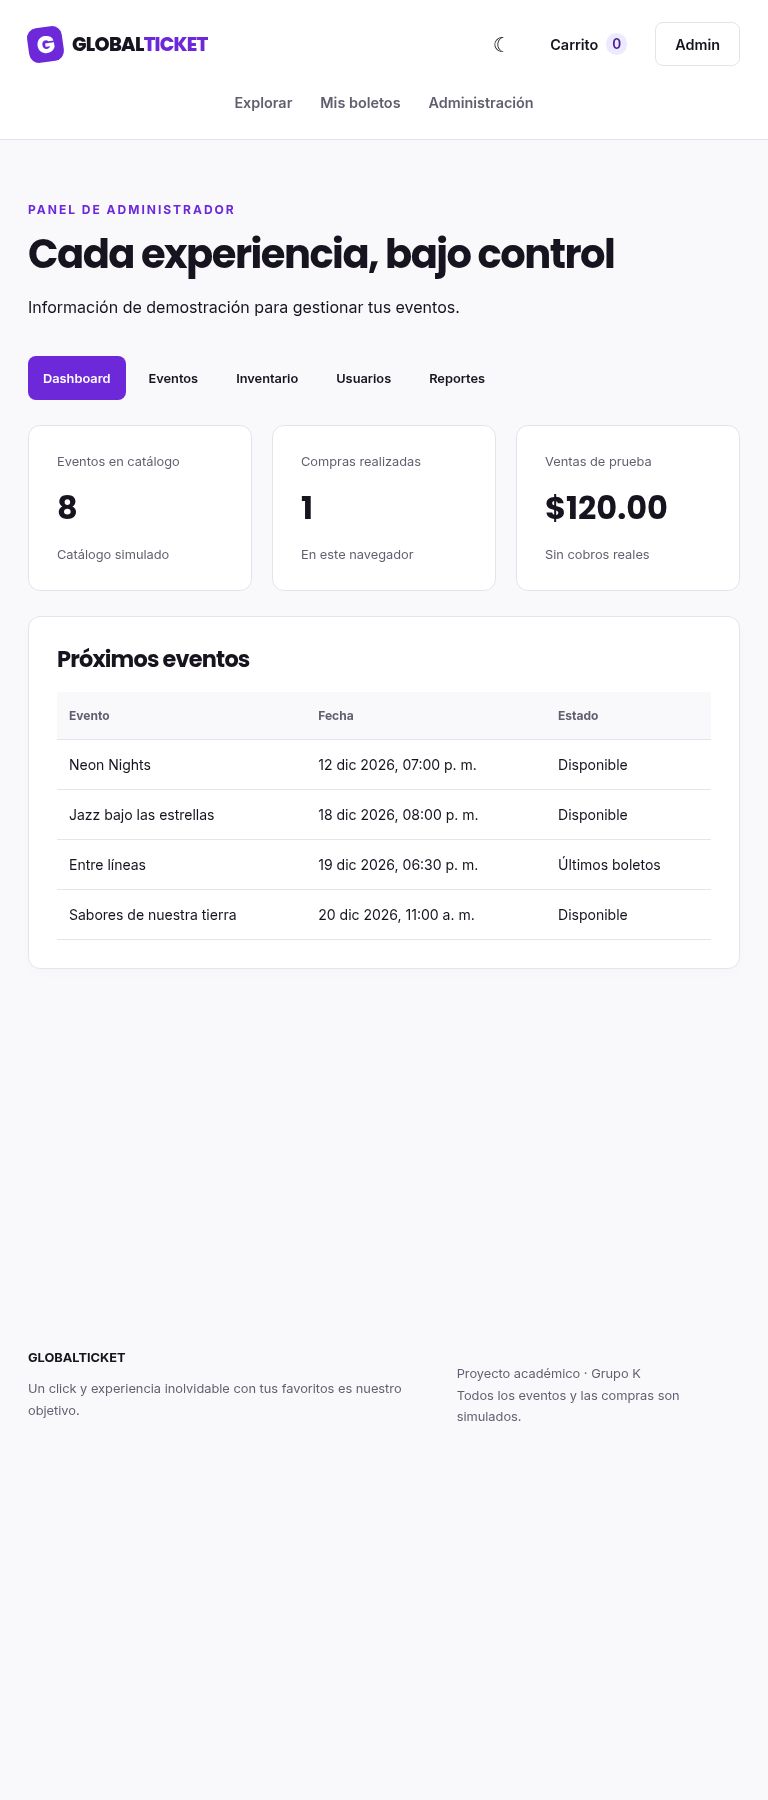 G GLOBALTICKET
Carrito 0
Admin
Explorar Mis boletos Administración
PANEL DE ADMINISTRADOR
Cada experiencia, bajo control
Información de demostración para gestionar tus eventos.
Dashboard Eventos Inventario Usuarios Reportes
Eventos en catálogo
8
Catálogo simulado
Compras realizadas
1
En este navegador
Ventas de prueba
$120.00
Sin cobros reales
Próximos eventos
Evento Fecha Estado
Neon Nights 12 dic 2026, 07:00 p. m. Disponible
Jazz bajo las estrellas 18 dic 2026, 08:00 p. m. Disponible
Entre líneas 19 dic 2026, 06:30 p. m. Últimos boletos
Sabores de nuestra tierra 20 dic 2026, 11:00 a. m. Disponible
GLOBALTICKET
Un click y experiencia inolvidable con tus favoritos es nuestro
objetivo.
Proyecto académico · Grupo K
Todos los eventos y las compras son
simulados.